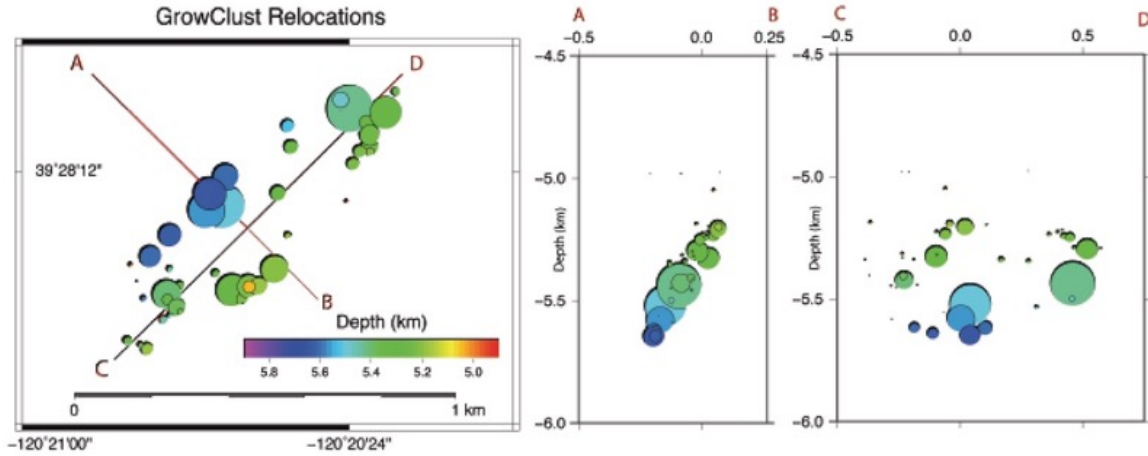 GrowClust Relocations
A
D
39°28'12"
B
C
Depth (km)
5.8 5.6 5.4 5.2 5.0
0 1 km
-120°21'00" -120°20'24"
A B
-0.5 0.0 0.25
-4.5
-5.0
Depth (km)
-5.5
-6.0
C D
-0.5 0.0 0.5
-4.5
-5.0
Depth (km)
-5.5
-6.0